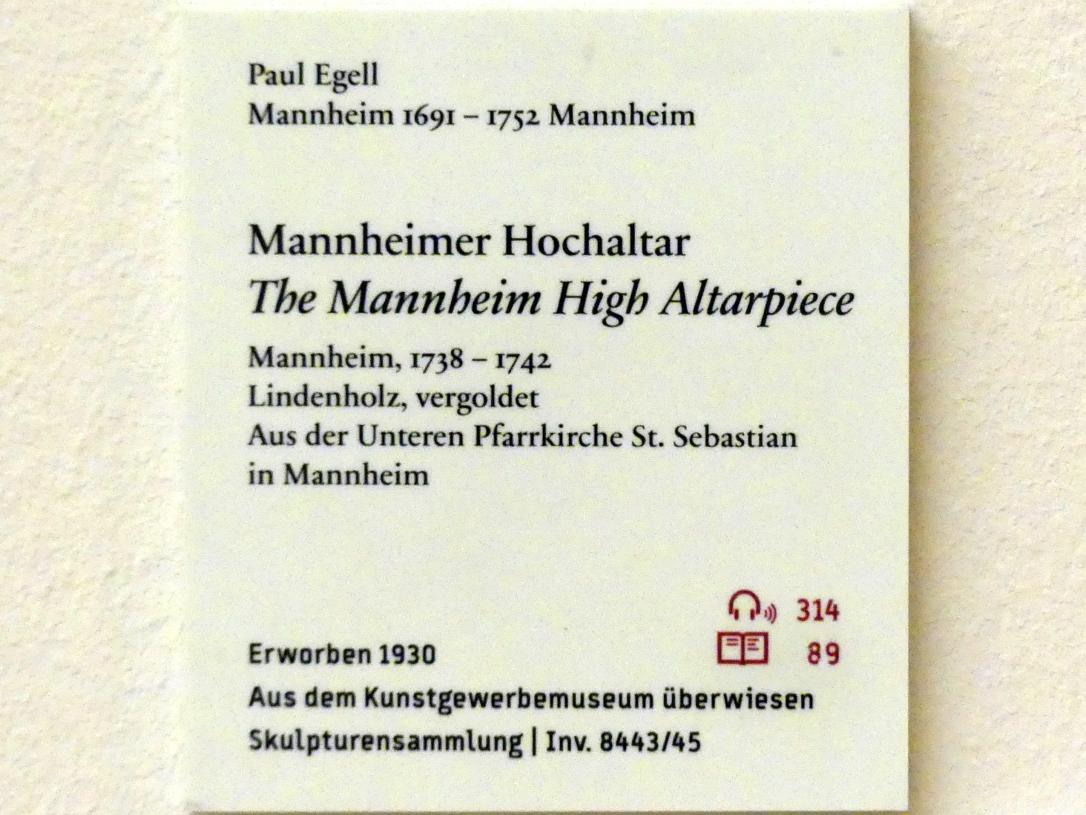 Paul Egell
Mannheim 1691 – 1752 Mannheim
Mannheimer Hochaltar
The Mannheim High Altarpiece
Mannheim, 1738 – 1742
Lindenholz, vergoldet
Aus der Unteren Pfarrkirche St. Sebastian
in Mannheim
314
89
Erworben 1930
Aus dem Kunstgewerbemuseum überwiesen
Skulpturensammlung | Inv. 8443/45